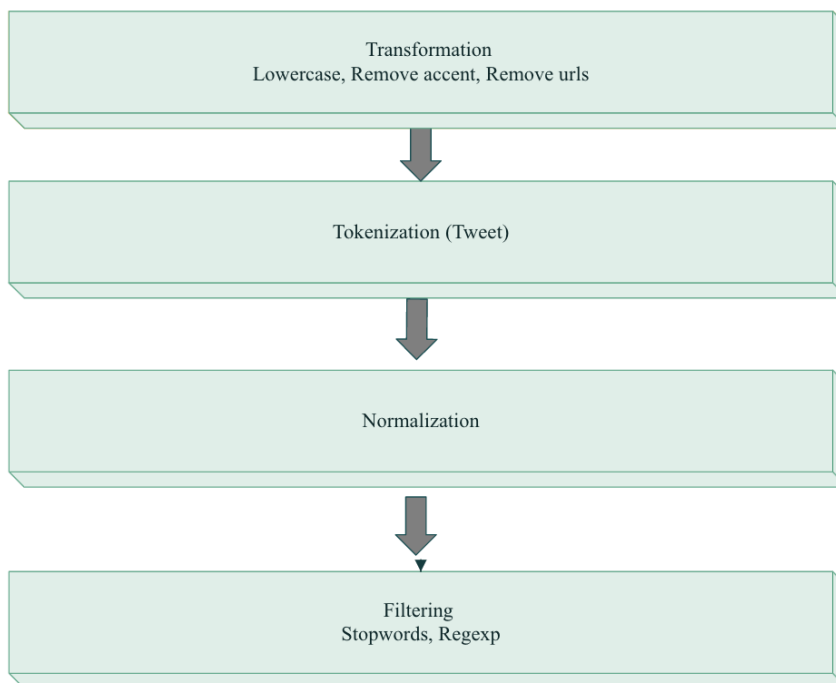 Transformation
Lowercase, Remove accent, Remove urls
Tokenization (Tweet)
Normalization
Filtering
Stopwords, Regexp